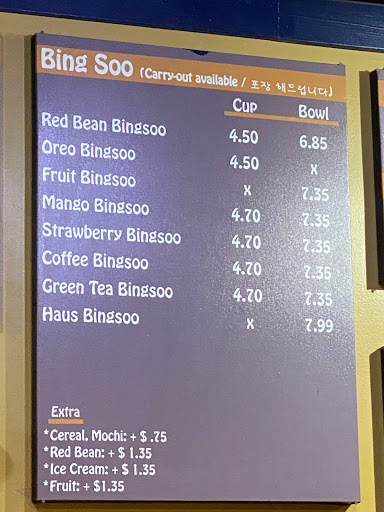 Bing Soo (Carry-out available / 포장 해드립니다)
Cup Bowl
Red Bean Bingsoo 4.50 6.85
Oreo Bingsoo 4.50 x
Fruit Bingsoo x 7.35
Mango Bingsoo 4.70 7.35
Strawberry Bingsoo 4.70 7.35
Coffee Bingsoo 4.70 7.35
Green Tea Bingsoo 4.70 7.35
Haus Bingsoo x 7.99
Extra
*Cereal, Mochi: + $ .75
*Red Bean: + $ 1.35
*Ice Cream: + $ 1.35
*Fruit: + $1.35